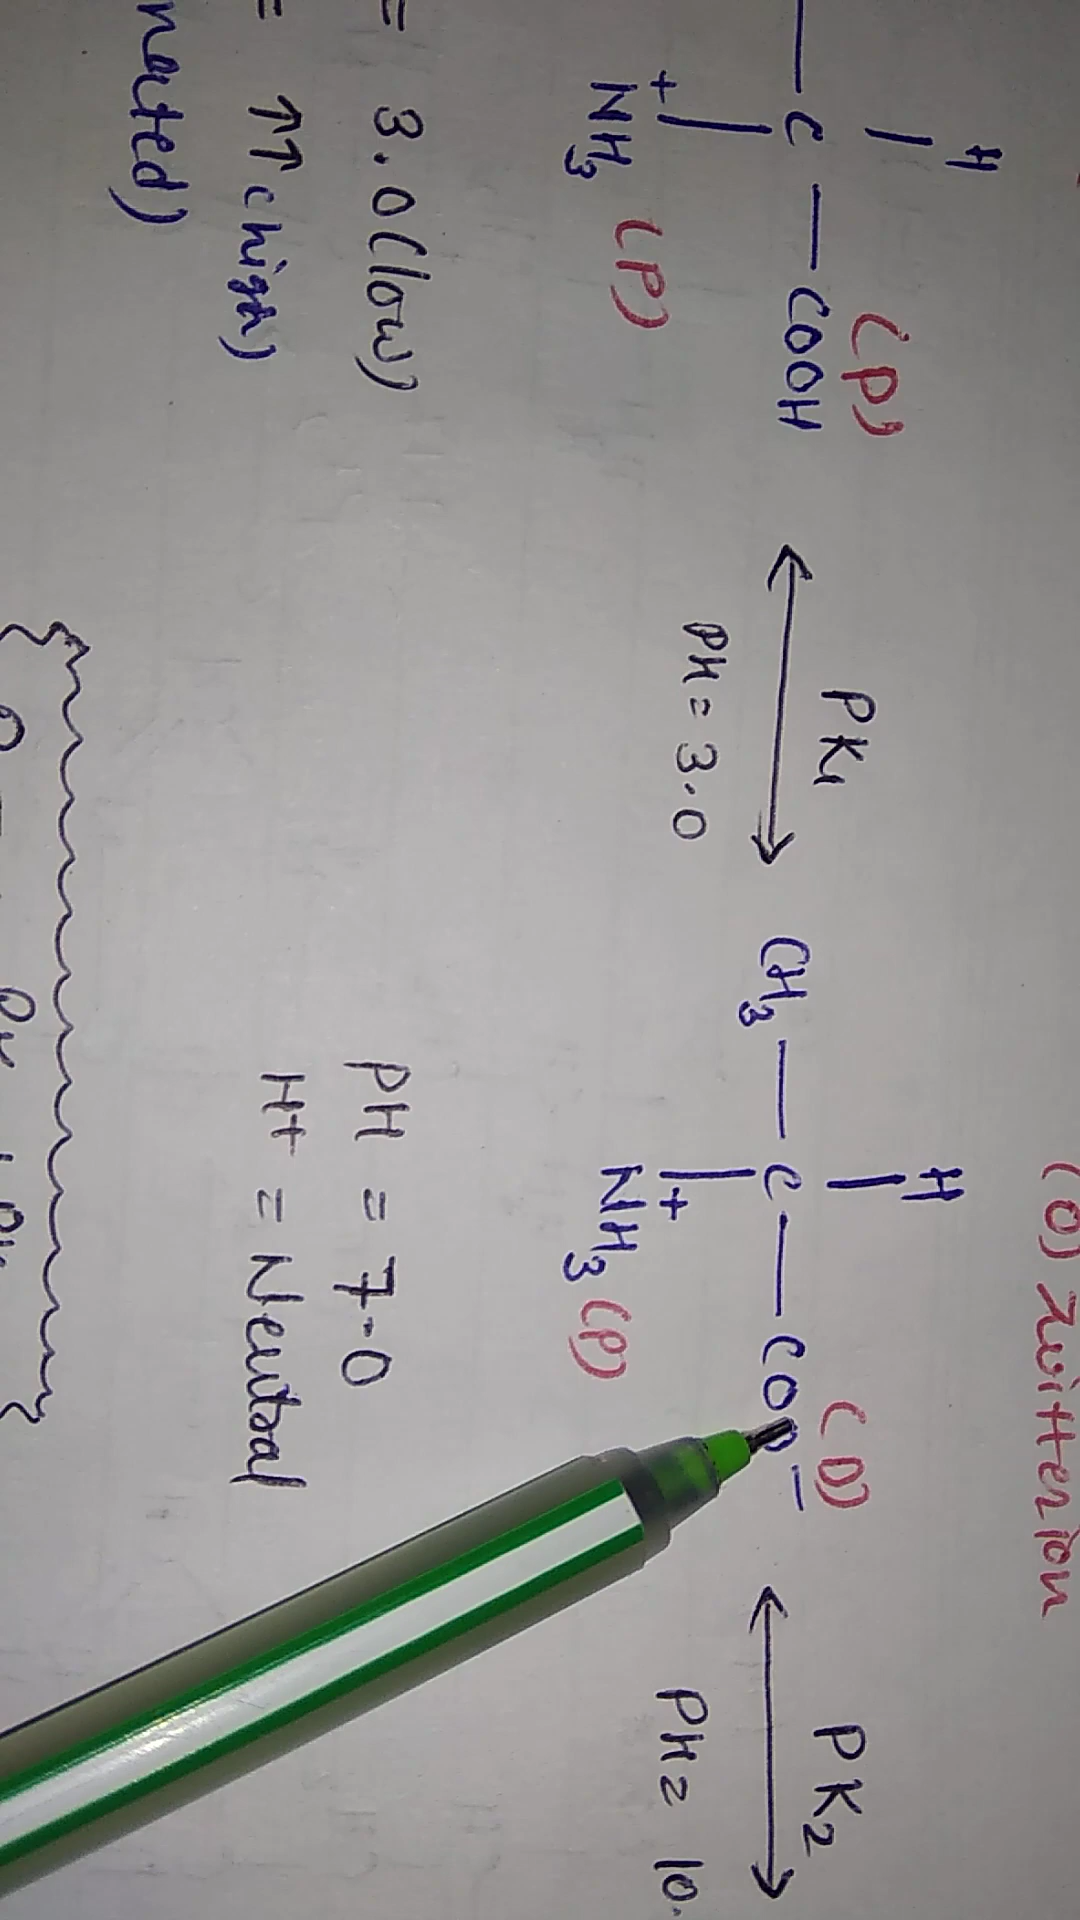 (0) Zwitterion
H H
(P) (D)
C — COOH PK1 CH3 — C — COO− PK2
PH = 3.0 PH = 10.
+ NH3 (P) + NH3 (P)
= 3.0 (low) PH = 7.0
= ↑↑ (high) H+ = Neutral
nated)